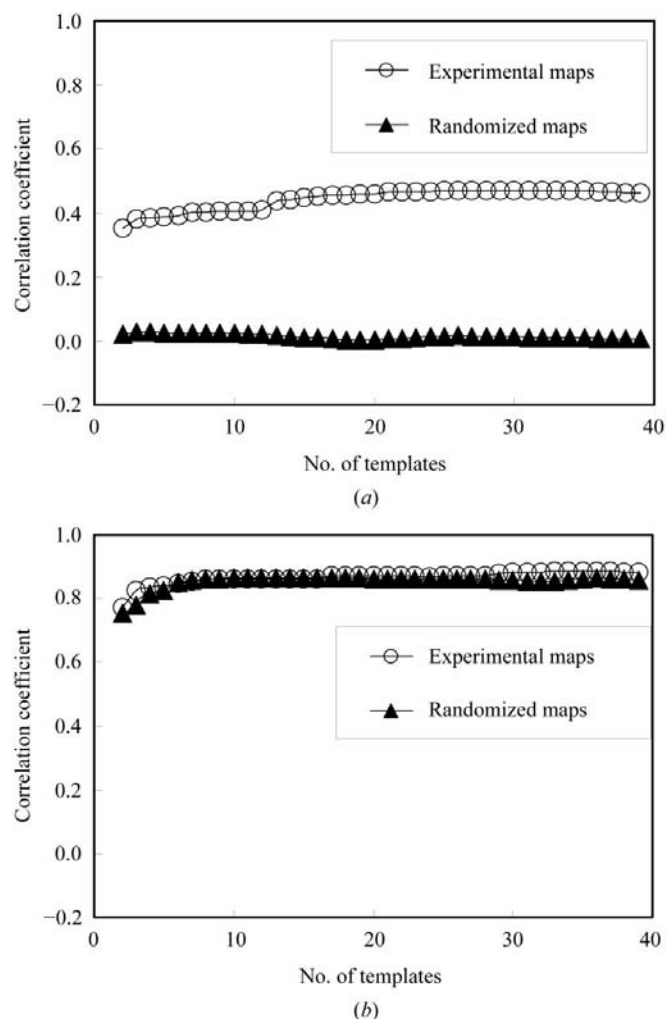 1.0
0.8
0.6
0.4
0.2
0.0
−0.2
Correlation coefficient
Experimental maps
Randomized maps
0
10
20
30
40
No. of templates
(a)
1.0
0.8
0.6
0.4
0.2
0.0
−0.2
Correlation coefficient
Experimental maps
Randomized maps
0
10
20
30
40
No. of templates
(b)